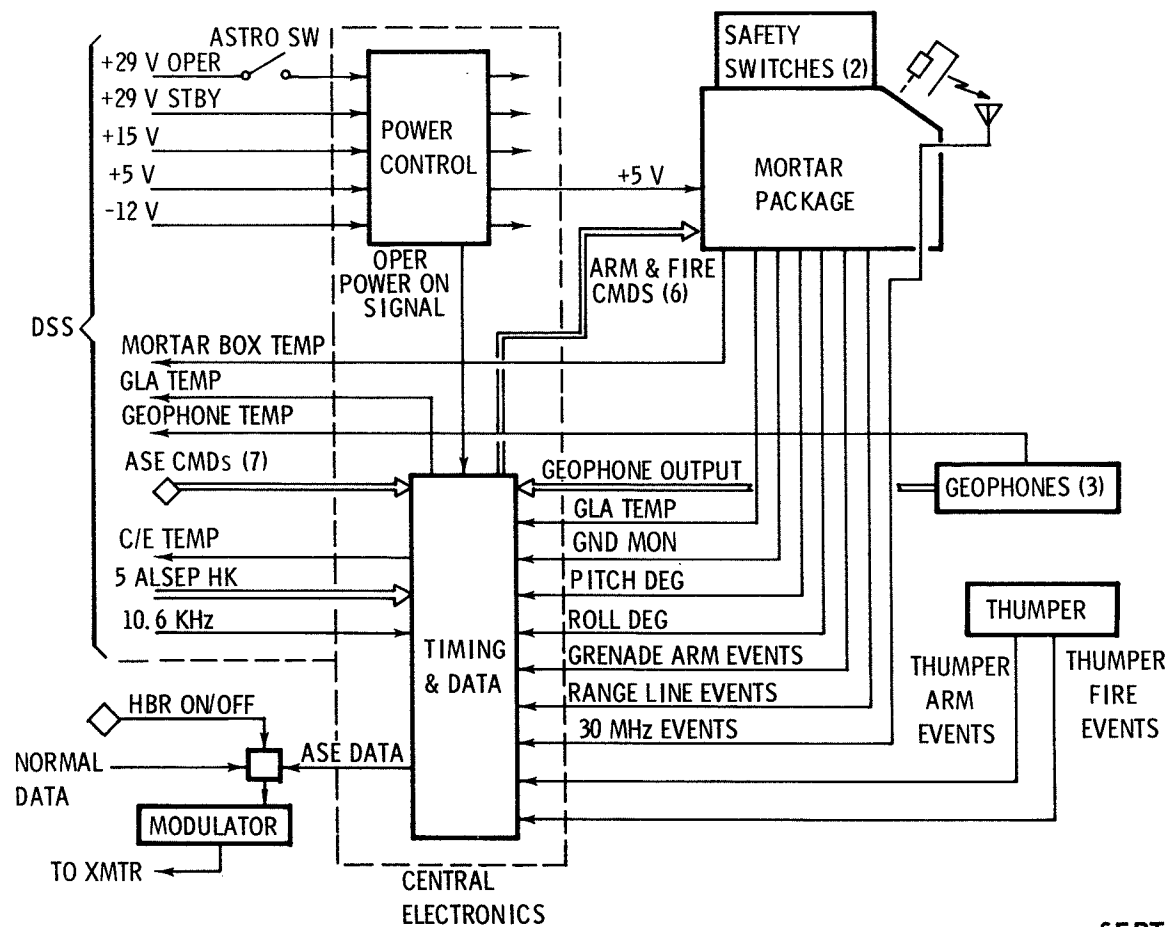 ASTRO SW
+29 V OPER
+29 V STBY
+15 V
+5 V
-12 V
POWER
CONTROL
OPER
POWER ON
SIGNAL
SAFETY
SWITCHES (2)
MORTAR
PACKAGE
+5 V
ARM & FIRE
CMDS (6)
DSS
MORTAR BOX TEMP
GLA TEMP
GEOPHONE TEMP
ASE CMDs (7)
C/E TEMP
5 ALSEP HK
10.6 KHz
TIMING
& DATA
GEOPHONE OUTPUT
GEOPHONES (3)
GLA TEMP
GND MON
PITCH DEG
ROLL DEG
GRENADE ARM EVENTS
RANGE LINE EVENTS
30 MHz EVENTS
THUMPER
THUMPER
ARM
EVENTS
THUMPER
FIRE
EVENTS
HBR ON/OFF
NORMAL
DATA
ASE DATA
MODULATOR
TO XMTR
CENTRAL
ELECTRONICS